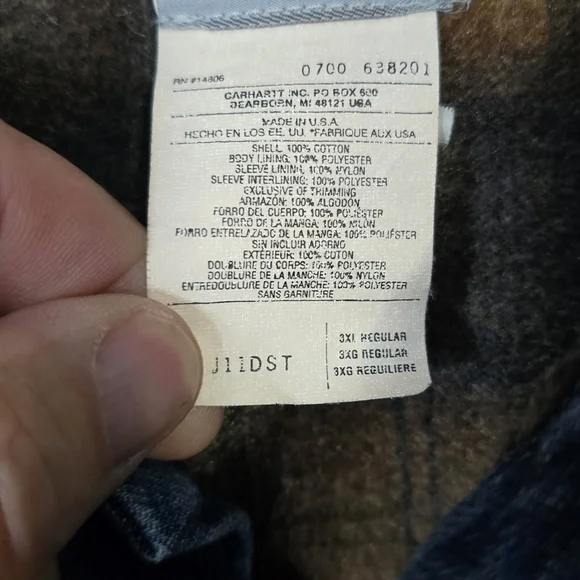 RN #14806
0700 638201
CARHARTT INC. PO BOX 600
DEARBORN, MI 48121 USA
MADE IN U.S.A.
HECHO EN LOS EE. UU. *FABRIQUE AUX USA
SHELL: 100% COTTON
BODY LINING: 100% POLYESTER
SLEEVE LINING: 100% NYLON
SLEEVE INTERLINING: 100% POLYESTER
EXCLUSIVE OF TRIMMING
ARMAZON: 100% ALGODON
FORRO DEL CUERPO: 100% POLIÉSTER
FORRO DE LA MANGA: 100% NILON
FORRO ENTRELAZADO DE LA MANGA: 100% POLIÉSTER
SIN INCLUIR ADORNO
EXTÉRIEUR: 100% COTON
DOUBLURE DU CORPS: 100% POLYESTER
DOUBLURE DE LA MANCHE: 100% NYLON
ENTREDOUBLURE DE LA MANCHE: 100% POLYESTER
SANS GARNITURE
J11DST
3XL REGULAR
3XG REGULAR
3XG REGULIERE